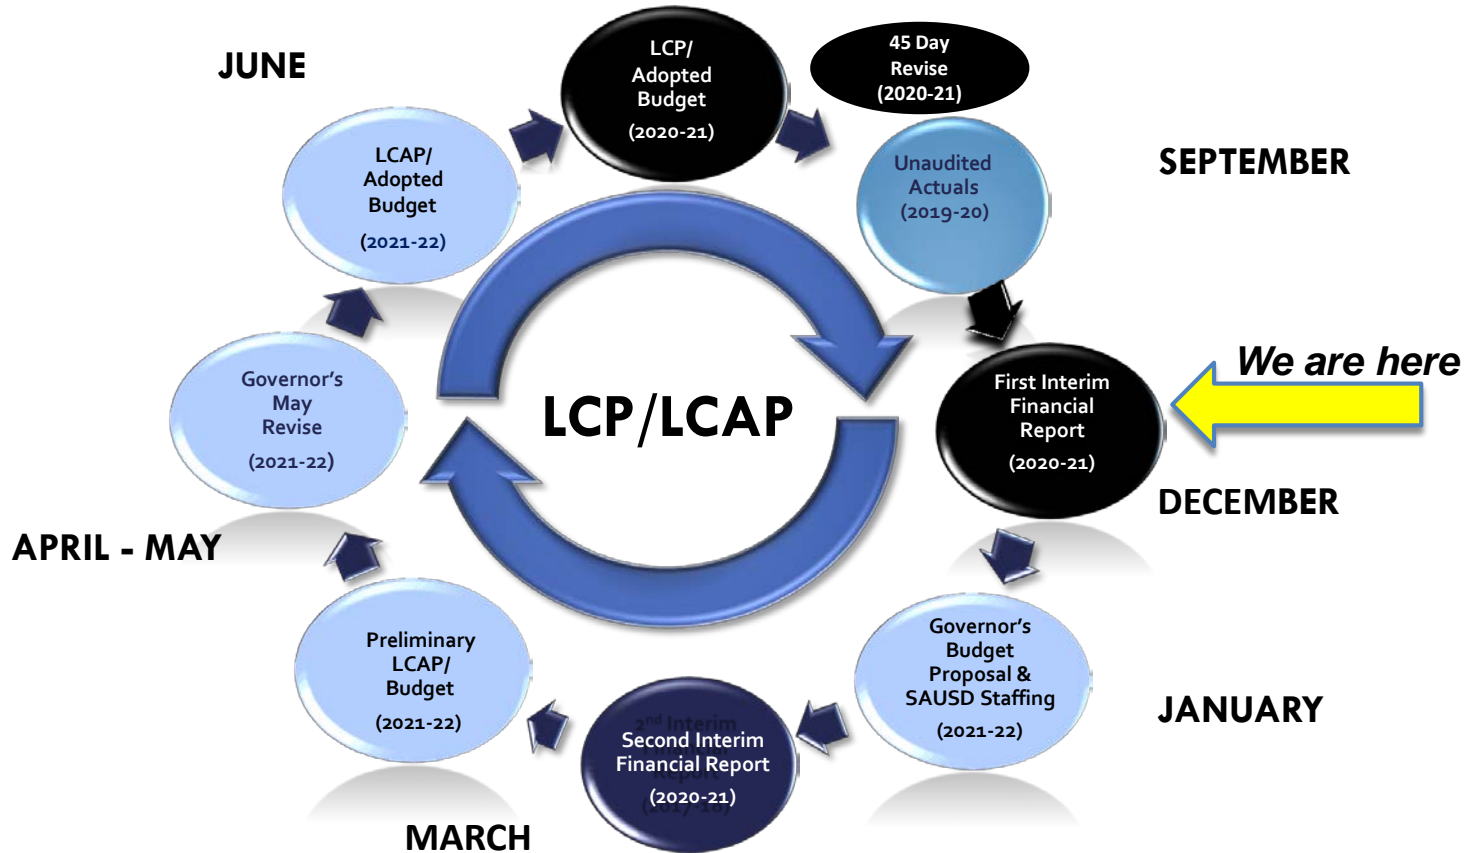 JUNE
LCP/
Adopted
Budget
(2020-21)
45 Day
Revise
(2020-21)
SEPTEMBER
Unaudited
Actuals
(2019-20)
LCAP/
Adopted
Budget
(2021-22)
We are here
First Interim
Financial
Report
(2020-21)
DECEMBER
LCP/LCAP
Governor's
May
Revise
(2021-22)
APRIL - MAY
Governor's
Budget
Proposal &
SAUSD Staffing
(2021-22)
JANUARY
Preliminary
LCAP/
Budget
(2021-22)
2nd Interim
Second Interim
Financial Report
(2020-21)
MARCH